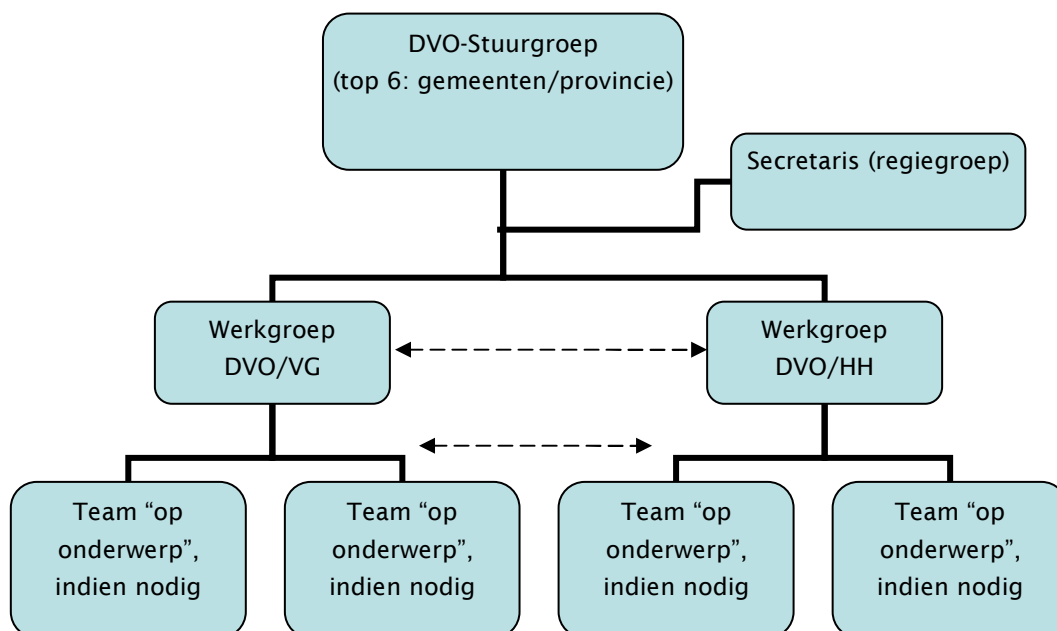 DVO-Stuurgroep
(top 6: gemeenten/provincie)
Secretaris (regiegroep)
Werkgroep
DVO/VG
Werkgroep
DVO/HH
Team “op
onderwerp”,
indien nodig
Team “op
onderwerp”,
indien nodig
Team “op
onderwerp”,
indien nodig
Team “op
onderwerp”,
indien nodig